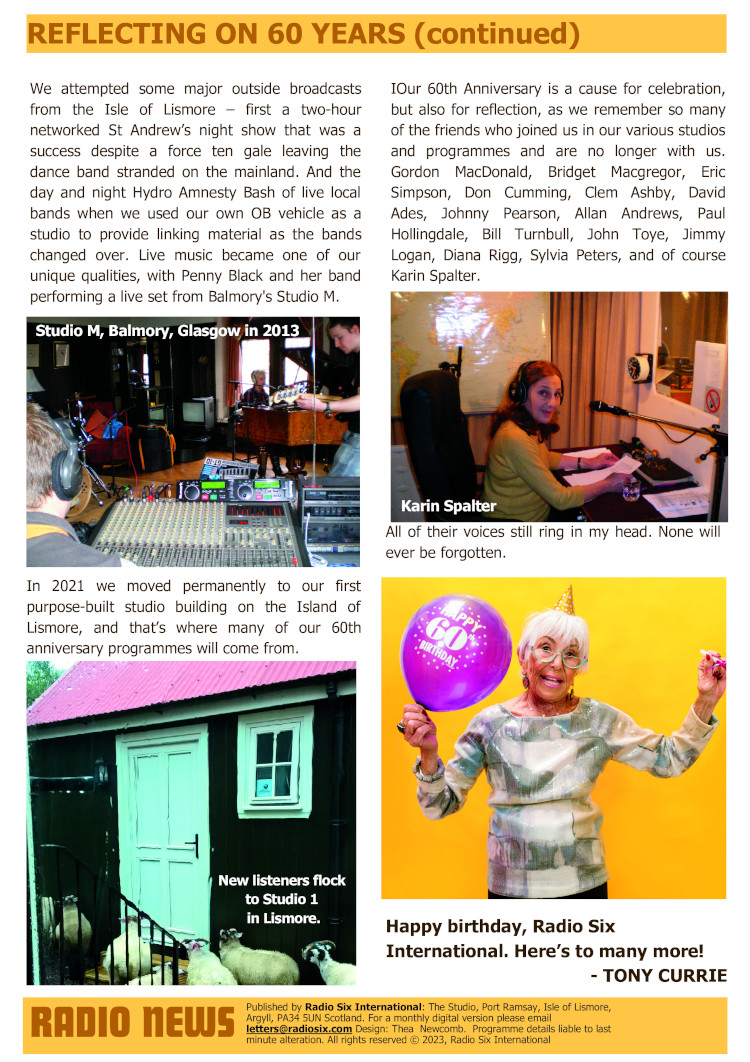 REFLECTING ON 60 YEARS (continued)
We attempted some major outside broadcasts
from the Isle of Lismore – first a two-hour
networked St Andrew’s night show that was a
success despite a force ten gale leaving the
dance band stranded on the mainland. And the
day and night Hydro Amnesty Bash of live local
bands when we used our own OB vehicle as a
studio to provide linking material as the bands
changed over. Live music became one of our
unique qualities, with Penny Black and her band
performing a live set from Balmory's Studio M.
Studio M, Balmory, Glasgow in 2013
In 2021 we moved permanently to our first
purpose-built studio building on the Island of
Lismore, and that’s where many of our 60th
anniversary programmes will come from.
New listeners flock
to Studio 1
in Lismore.
IOur 60th Anniversary is a cause for celebration,
but also for reflection, as we remember so many
of the friends who joined us in our various studios
and programmes and are no longer with us.
Gordon MacDonald, Bridget Macgregor, Eric
Simpson, Don Cumming, Clem Ashby, David
Ades, Johnny Pearson, Allan Andrews, Paul
Hollingdale, Bill Turnbull, John Toye, Jimmy
Logan, Diana Rigg, Sylvia Peters, and of course
Karin Spalter.
Karin Spalter
All of their voices still ring in my head. None will
ever be forgotten.
HAPPY
60th
BIRTHDAY
Happy birthday, Radio Six
International. Here’s to many more!
- TONY CURRIE
RADIO NEWS
Published by Radio Six International: The Studio, Port Ramsay, Isle of Lismore,
Argyll, PA34 5UN Scotland. For a monthly digital version please email
letters@radiosix.com Design: Thea Newcomb. Programme details liable to last
minute alteration. All rights reserved © 2023, Radio Six International